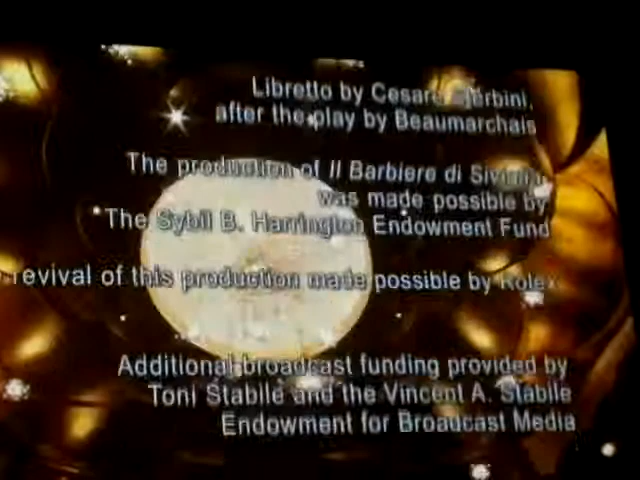 Libretto by Cesare Sterbini,
after the play by Beaumarchais
The production of Il Barbiere di Siviglia
was made possible by
The Sybil B. Harrington Endowment Fund
revival of this production made possible by Rolex
Additional broadcast funding provided by
Toni Stabile and the Vincent A. Stabile
Endowment for Broadcast Media